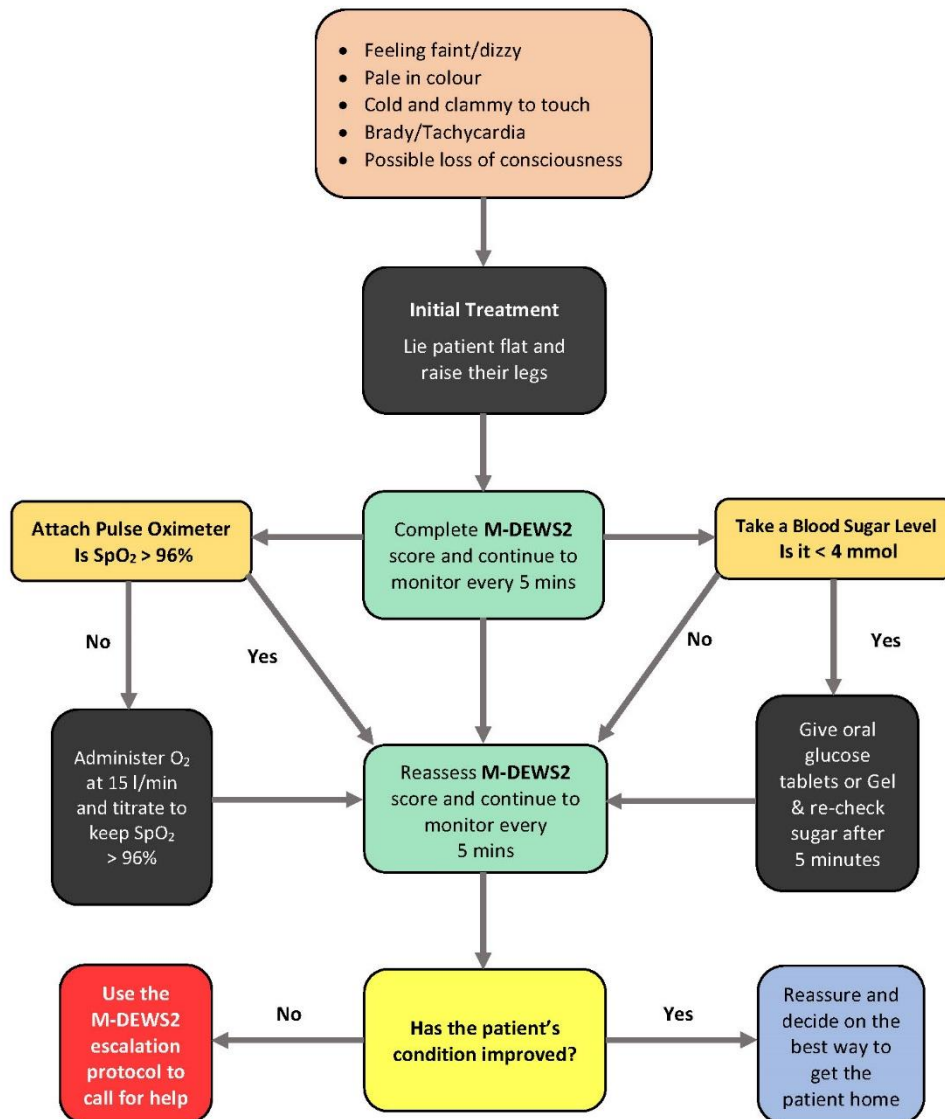 • Feeling faint/dizzy
• Pale in colour
• Cold and clammy to touch
• Brady/Tachycardia
• Possible loss of consciousness
Initial Treatment
Lie patient flat and
raise their legs
Attach Pulse Oximeter
Is SpO₂ > 96%
Complete M-DEWS2
score and continue to
monitor every 5 mins
Take a Blood Sugar Level
Is it < 4 mmol
No
Yes
No
Yes
Administer O₂
at 15 l/min
and titrate to
keep SpO₂
> 96%
Reassess M-DEWS2
score and continue to
monitor every
5 mins
Give oral
glucose
tablets or Gel
& re-check
sugar after
5 minutes
Use the
M-DEWS2
escalation
protocol to
call for help
No
Has the patient's
condition improved?
Yes
Reassure and
decide on the
best way to
get the
patient home